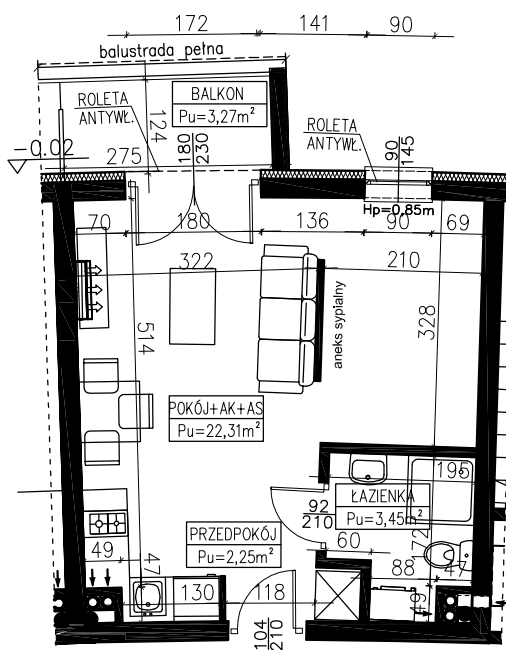 172 141 90
balustrada pełna
BALKON
Pu=3,27m²
ROLETA
ANTYWŁ.
124
ROLETA
ANTYWŁ.
-0.02
275
180
230
90
145
Hp=0,85m
70 180 136 90 69
322 210
aneks sypialny
328
514
POKÓJ+AK+AS
Pu=22,31m²
195
ŁAZIENKA
Pu=3,45m²
92
210
PRZEDPOKÓJ
Pu=2,25m²
60
72
49
47
88 47
130 118
49
104
210